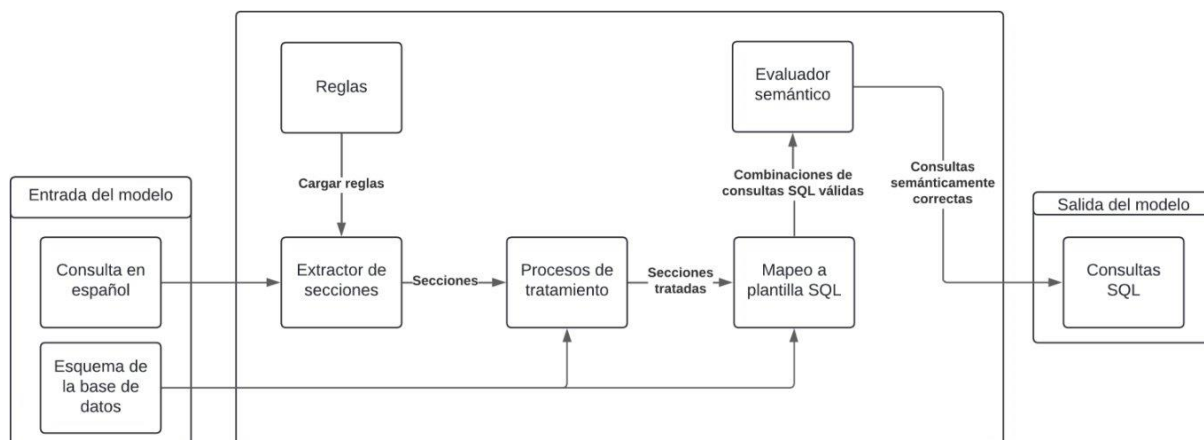 Reglas
Evaluador
semántico
Cargar reglas
Combinaciones de
consultas SQL válidas
Consultas
semánticamente
correctas
Entrada del modelo
Salida del modelo
Consulta en
español
Extractor de
secciones
Secciones
Procesos de
tratamiento
Secciones
tratadas
Mapeo a
plantilla SQL
Consultas
SQL
Esquema de
la base de
datos